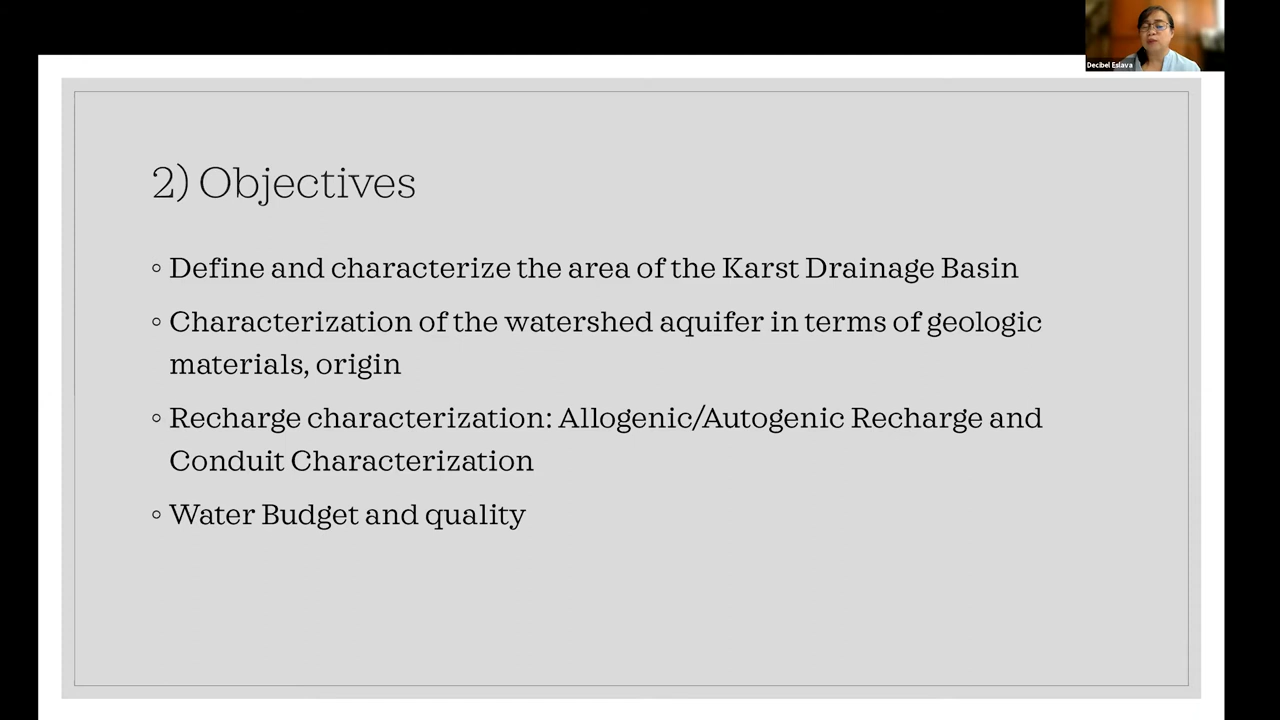 Decibel Eslava
2) Objectives
◦ Define and characterize the area of the Karst Drainage Basin
◦ Characterization of the watershed aquifer in terms of geologic
materials, origin
◦ Recharge characterization: Allogenic/Autogenic Recharge and
Conduit Characterization
◦ Water Budget and quality